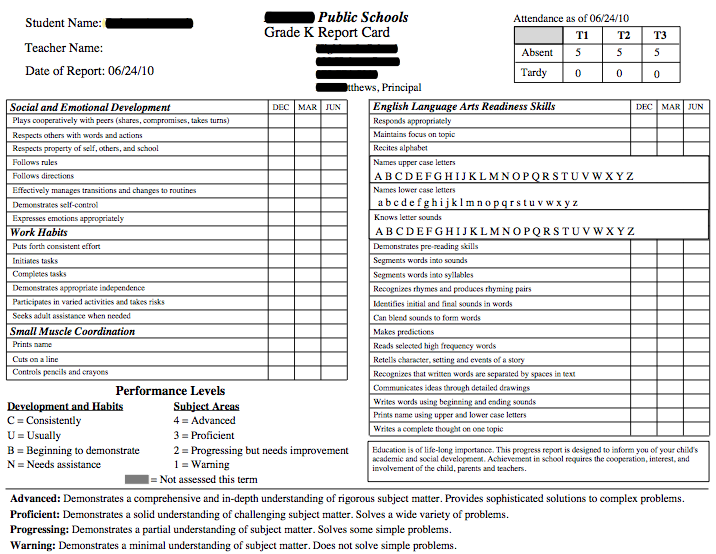 Student Name:
Public Schools
Grade K Report Card
Teacher Name:
Date of Report: 06/24/10
tthews, Principal
Attendance as of 06/24/10
T1 T2 T3
Absent 5 5 5
Tardy 0 0 0
Social and Emotional Development DEC MAR JUN
Plays cooperatively with peers (shares, compromises, takes turns)
Respects others with words and actions
Respects property of self, others, and school
Follows rules
Follows directions
Effectively manages transitions and changes to routines
Demonstrates self-control
Expresses emotions appropriately
Work Habits
Puts forth consistent effort
Initiates tasks
Completes tasks
Demonstrates appropriate independence
Participates in varied activities and takes risks
Seeks adult assistance when needed
Small Muscle Coordination
Prints name
Cuts on a line
Controls pencils and crayons
Performance Levels
Development and Habits
C = Consistently
U = Usually
B = Beginning to demonstrate
N = Needs assistance
Subject Areas
4 = Advanced
3 = Proficient
2 = Progressing but needs improvement
1 = Warning
= Not assessed this term
English Language Arts Readiness Skills DEC MAR JUN
Responds appropriately
Maintains focus on topic
Recites alphabet
Names upper case letters
A B C D E F G H I J K L M N O P Q R S T U V W X Y Z
Names lower case letters
a b c d e f g h i j k l m n o p q r s t u v w x y z
Knows letter sounds
A B C D E F G H I J K L M N O P Q R S T U V W X Y Z
Demonstrates pre-reading skills
Segments words into sounds
Segments words into syllables
Recognizes rhymes and produces rhyming pairs
Identifies initial and final sounds in words
Can blend sounds to form words
Makes predictions
Reads selected high frequency words
Retells character, setting and events of a story
Recognizes that written words are separated by spaces in text
Communicates ideas through detailed drawings
Writes words using beginning and ending sounds
Prints name using upper and lower case letters
Writes a complete thought on one topic
Education is of life-long importance. This progress report is designed to inform you of your child's
academic and social development. Achievement in school requires the cooperation, interest, and
involvement of the child, parents and teachers.
Advanced: Demonstrates a comprehensive and in-depth understanding of rigorous subject matter. Provides sophisticated solutions to complex problems.
Proficient: Demonstrates a solid understanding of challenging subject matter. Solves a wide variety of problems.
Progressing: Demonstrates a partial understanding of subject matter. Solves some simple problems.
Warning: Demonstrates a minimal understanding of subject matter. Does not solve simple problems.